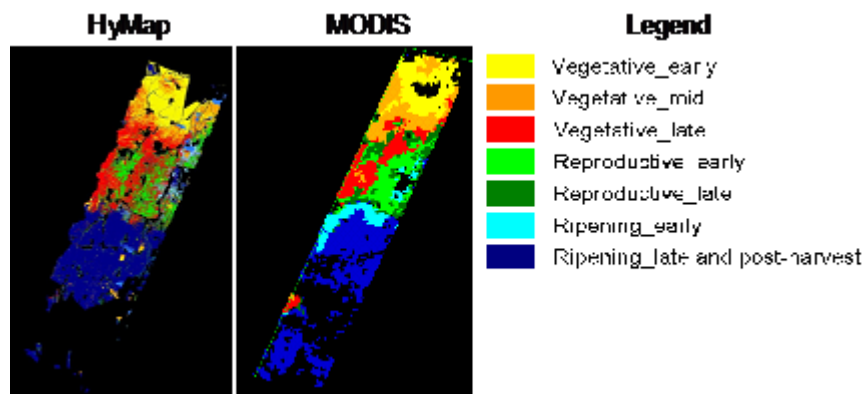 HyMap MODIS Legend
Vegetative_early
Vegetative_mid
Vegetative_late
Reproductive_early
Reproductive_late
Ripening_early
Ripening_late and post-harvest